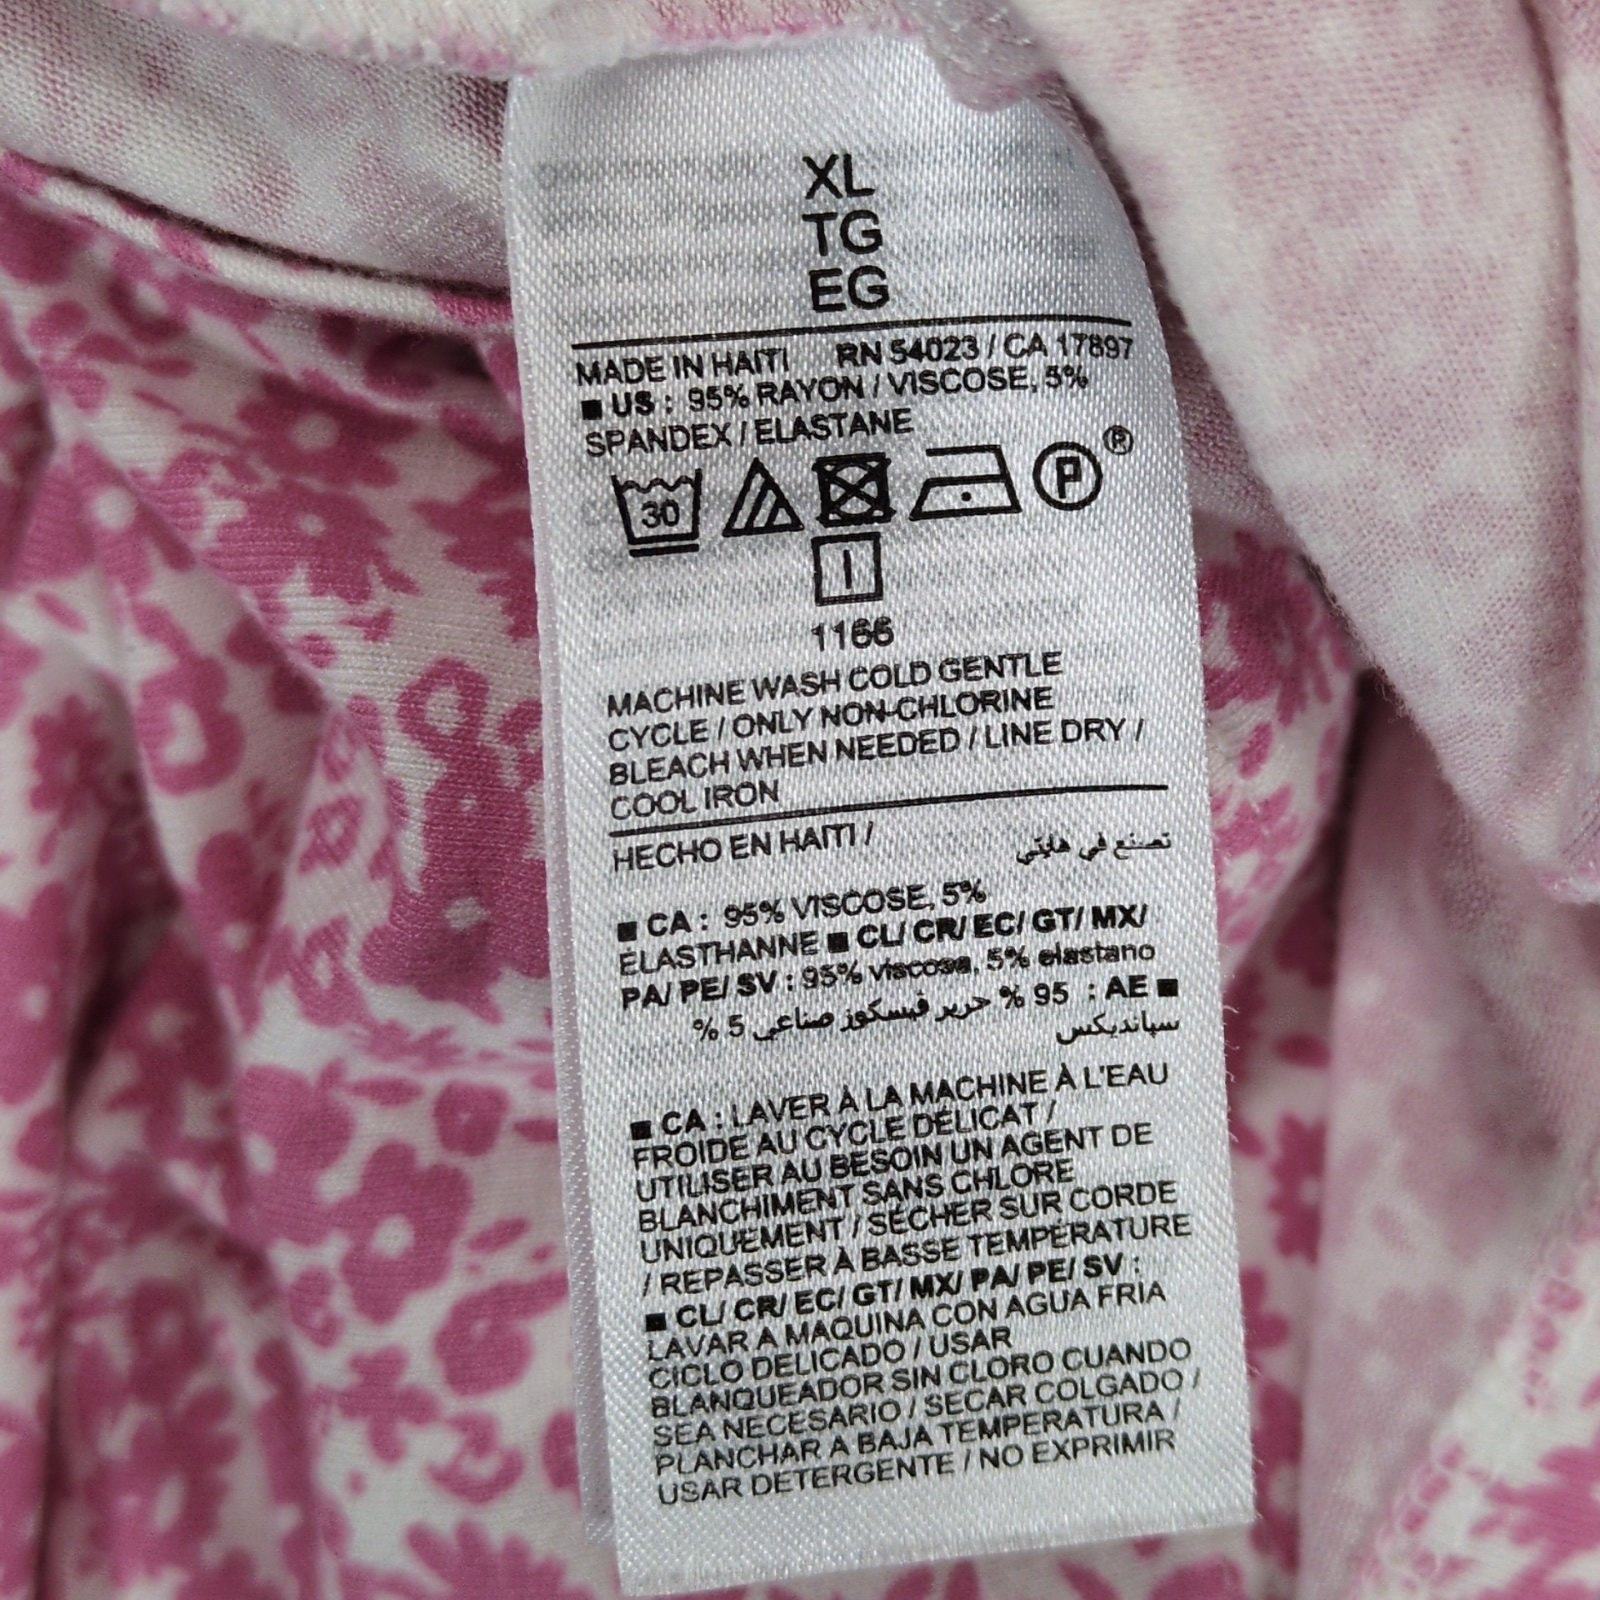 XL
TG
EG
MADE IN HAITI RN 54023 / CA 17897
■ US : 95% RAYON / VISCOSE, 5%
SPANDEX / ELASTANE
30 P ®
1166
MACHINE WASH COLD GENTLE
CYCLE / ONLY NON-CHLORINE
BLEACH WHEN NEEDED / LINE DRY /
COOL IRON
HECHO EN HAITI / تصنع في هايتي
■ CA : 95% VISCOSE, 5%
ÉLASTHANNE ■ CL/ CR/ EC/ GT/ MX/
PA/ PE/ SV : 95% viscosa, 5% elastano
■ AE : 95 % حرير فيسكوز صناعي 5 %
سباندیکس
■ CA : LAVER À LA MACHINE À L'EAU
FROIDE AU CYCLE DÉLICAT /
UTILISER AU BESOIN UN AGENT DE
BLANCHIMENT SANS CHLORE
UNIQUEMENT / SÉCHER SUR CORDE
/ REPASSER À BASSE TEMPÉRATURE
■ CL/ CR/ EC/ GT/ MX/ PA/ PE/ SV :
LAVAR A MAQUINA CON AGUA FRIA
CICLO DELICADO / USAR
BLANQUEADOR SIN CLORO CUANDO
SEA NECESARIO / SECAR COLGADO /
PLANCHAR A BAJA TEMPERATURA /
USAR DETERGENTE / NO EXPRIMIR